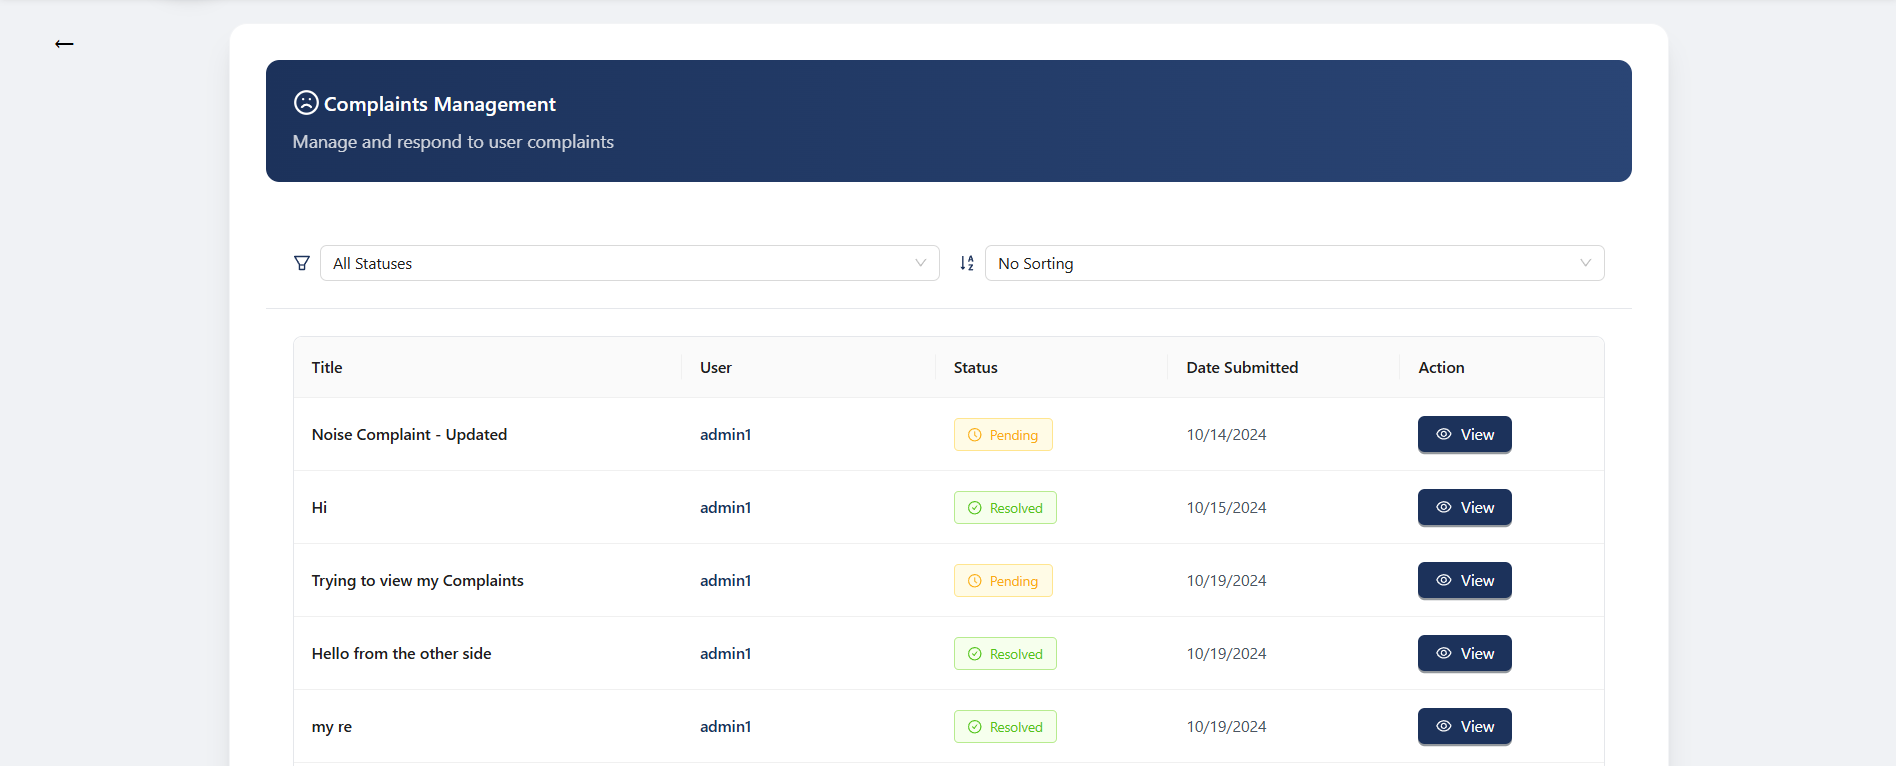 Complaints Management
Manage and respond to user complaints
All Statuses No Sorting
Title User Status Date Submitted Action
Noise Complaint - Updated admin1 Pending 10/14/2024 View
Hi admin1 Resolved 10/15/2024 View
Trying to view my Complaints admin1 Pending 10/19/2024 View
Hello from the other side admin1 Resolved 10/19/2024 View
my re admin1 Resolved 10/19/2024 View